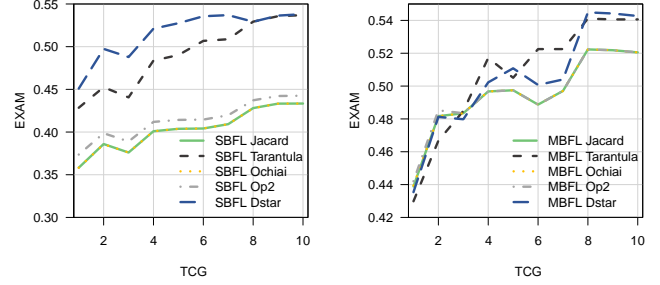 0.55
0.50
0.45
0.40
0.35
0.30
EXAM
2 4 6 8 10
TCG
SBFL Jacard
SBFL Tarantula
SBFL Ochiai
SBFL Op2
SBFL Dstar
0.54
0.52
0.50
0.48
0.46
0.44
0.42
EXAM
2 4 6 8 10
TCG
MBFL Jacard
MBFL Tarantula
MBFL Ochiai
MBFL Op2
MBFL Dstar